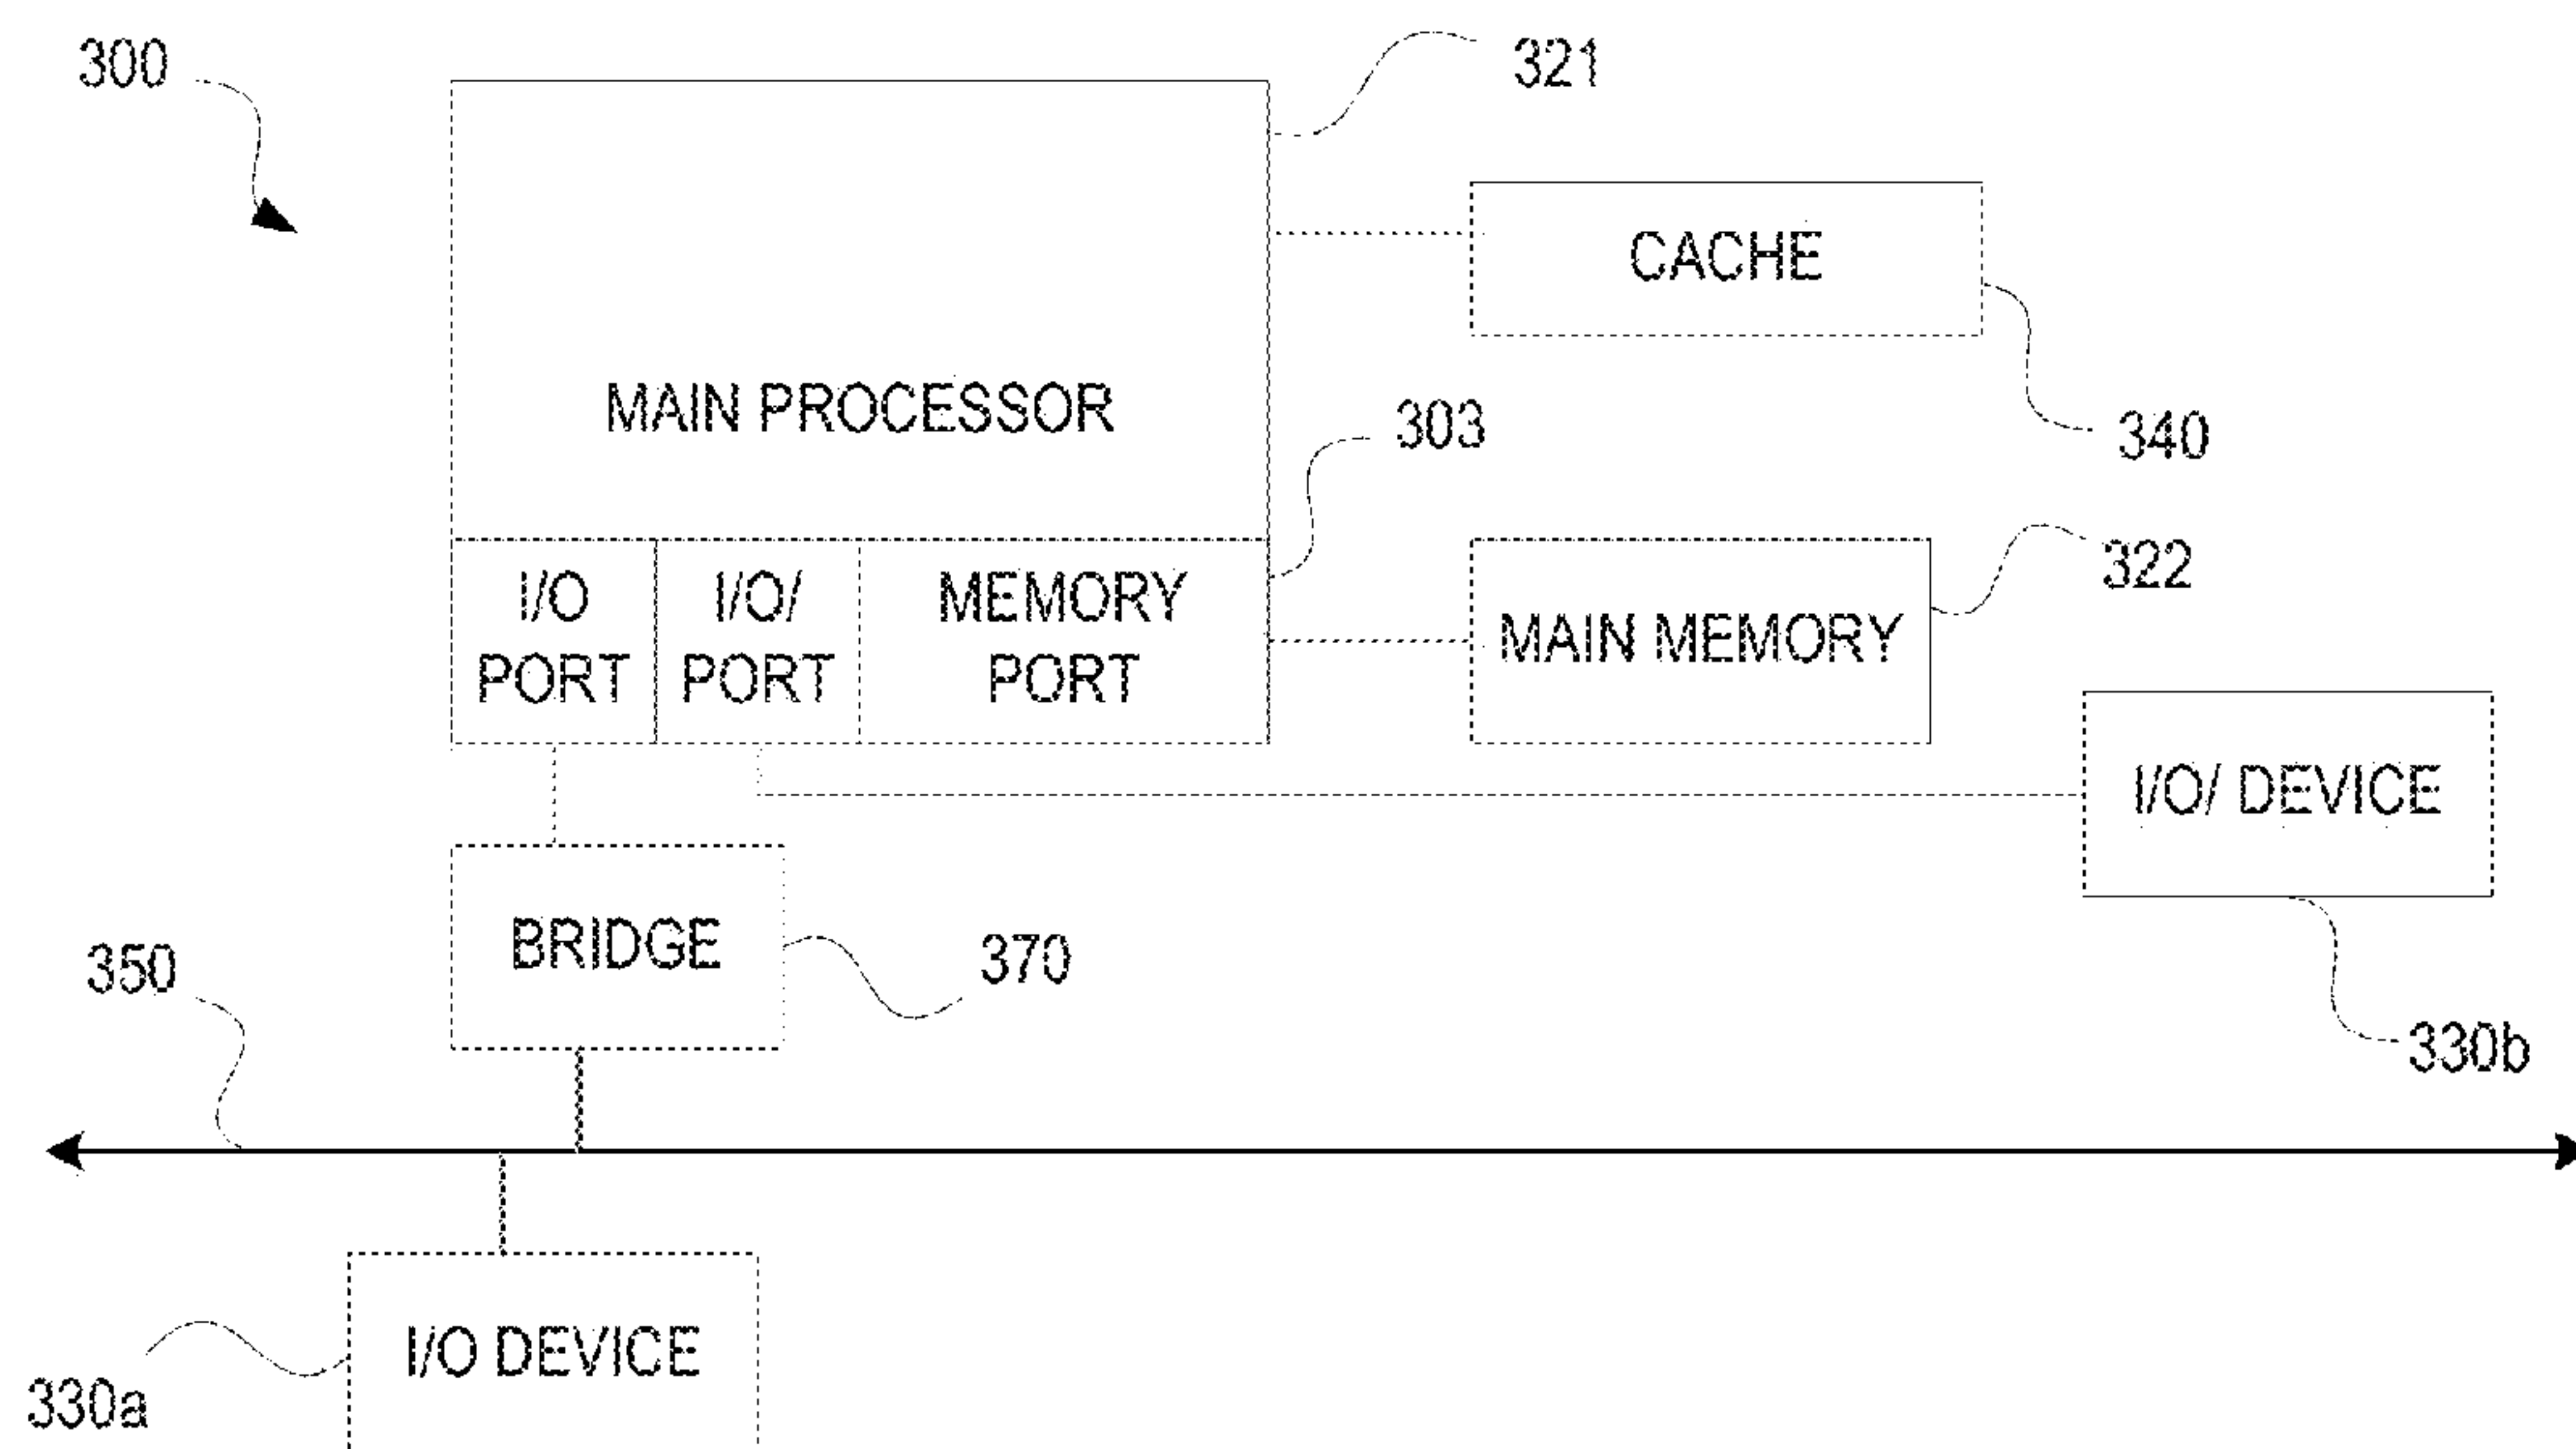 300
321
CACHE
340
MAIN PROCESSOR
303
322
I/O
PORT
I/O/
PORT
MEMORY
PORT
MAIN MEMORY
I/O/ DEVICE
330b
BRIDGE
370
350
I/O DEVICE
330a